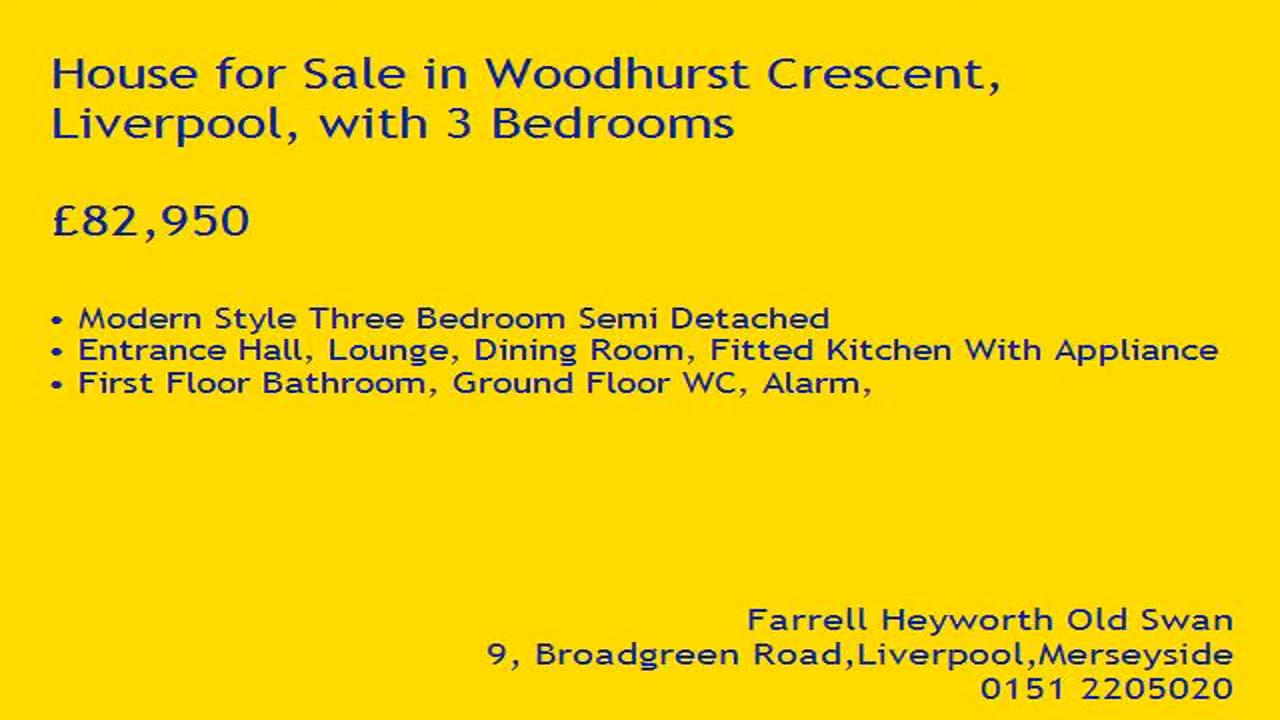 House for Sale in Woodhurst Crescent,
Liverpool, with 3 Bedrooms
£82,950
• Modern Style Three Bedroom Semi Detached
• Entrance Hall, Lounge, Dining Room, Fitted Kitchen With Appliance
• First Floor Bathroom, Ground Floor WC, Alarm,
Farrell Heyworth Old Swan
9, Broadgreen Road,Liverpool,Merseyside
0151 2205020